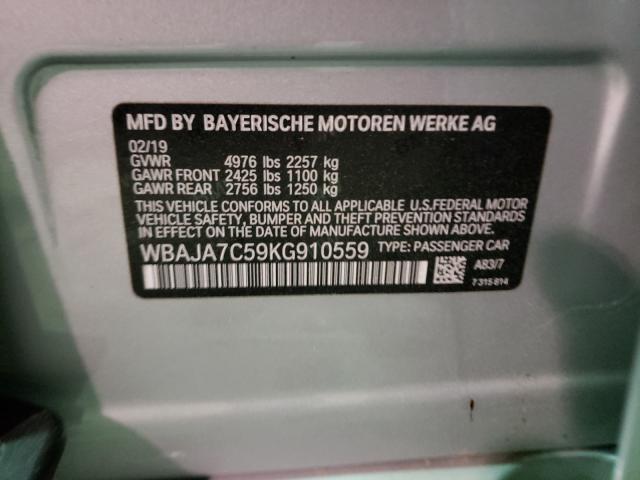 MFD BY BAYERISCHE MOTOREN WERKE AG
02/19
GVWR 4976 lbs 2257 kg
GAWR FRONT 2425 lbs 1100 kg
GAWR REAR 2756 lbs 1250 kg
THIS VEHICLE CONFORMS TO ALL APPLICABLE U.S.FEDERAL MOTOR
VEHICLE SAFETY, BUMPER AND THEFT PREVENTION STANDARDS
IN EFFECT ON THE DATE OF MANUFACTURE SHOWN ABOVE.
WBAJA7C59KG910559 TYPE: PASSENGER CAR
A83/7
7315814